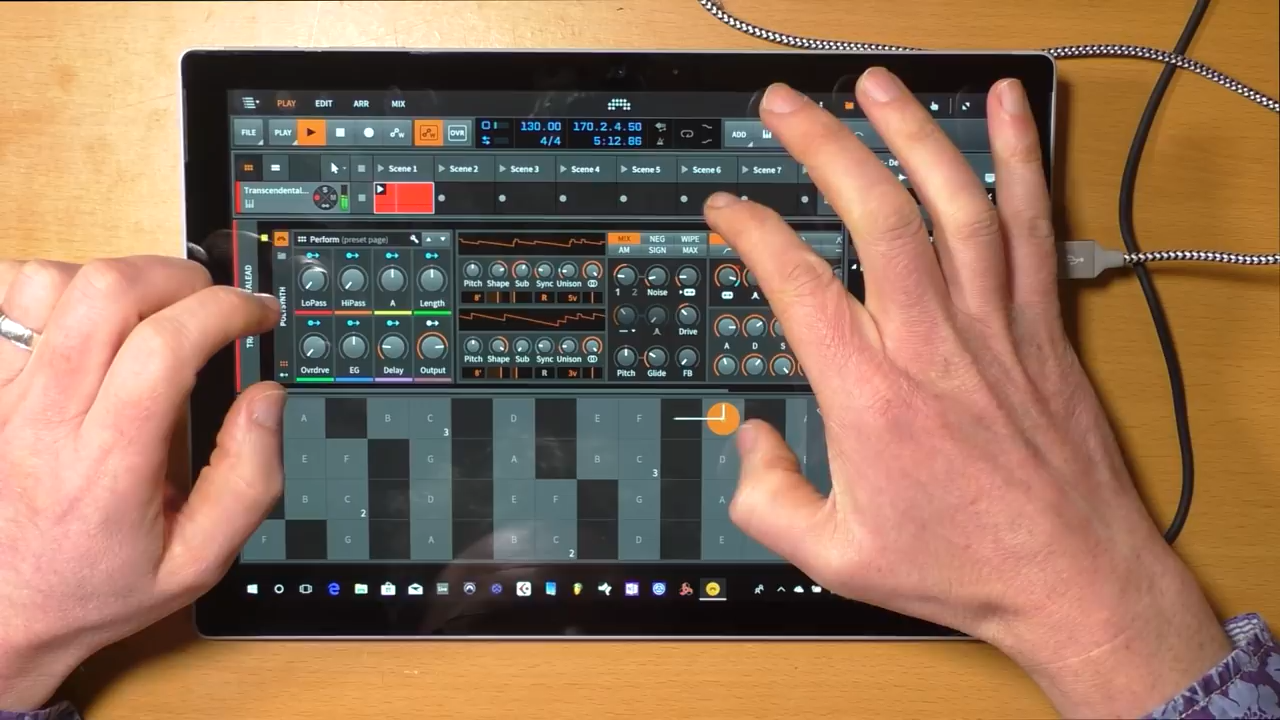 PLAY EDIT ARR MIX
FILE PLAY OVR 130.00 170.2.4.50 ADD
4/4 5:12.86
Scene 1 Scene 2 Scene 3 Scene 4 Scene 5 Scene 6 Scene 7
Transcendental... S
Perform (preset page) MIX NEG WIPE
AM SIGN MAX
POLYSYNTH
Pitch Shape Sub Sync Unison 1 2 Noise
8' R 5v
LoPass HiPass A Length
Drive
Pitch Shape Sub Sync Unison Pitch Glide FB A D S
8' R 3v
Ovrdrve EG Delay Output
A B C 3 D E F
E F G A B C 3 D
B C 2 D E F G A
F G A B C 2 D E